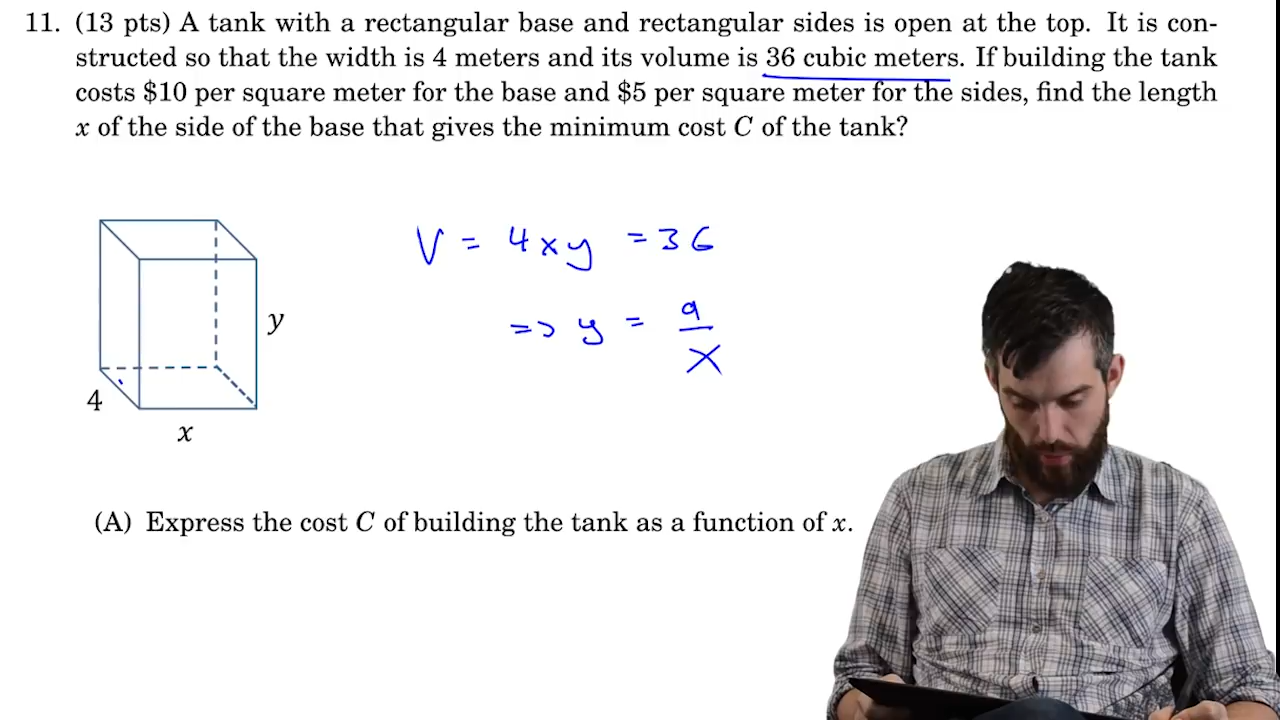 11. (13 pts) A tank with a rectangular base and rectangular sides is open at the top. It is con-
structed so that the width is 4 meters and its volume is 36 cubic meters. If building the tank
costs $10 per square meter for the base and $5 per square meter for the sides, find the length
x of the side of the base that gives the minimum cost C of the tank?
V = 4xy = 36
=> y = 9/x
y
4
x
(A) Express the cost C of building the tank as a function of x.